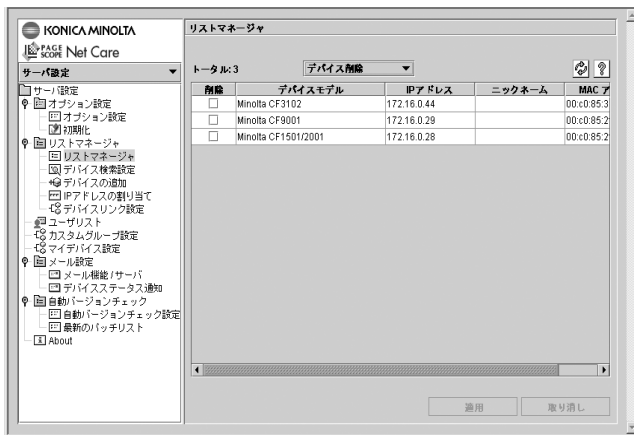 KONICA MINOLTA
PAGE SCOPE Net Care
サーバ設定
サーバ設定
オプション設定
オプション設定
初期化
リストマネージャ
リストマネージャ
デバイス検索設定
デバイスの追加
IPアドレスの割り当て
デバイスリンク設定
ユーザリスト
カスタムグループ設定
マイデバイス設定
メール設定
メール機能/サーバ
デバイスステータス通知
自動バージョンチェック
自動バージョンチェック設定
最新のパッチリスト
About
リストマネージャ
トータル:3 デバイス削除
削除 デバイスモデル IPアドレス ニックネーム MAC ア
Minolta CF3102 172.16.0.44 00:c0:85:3
Minolta CF9001 172.16.0.29 00:c0:85:2
Minolta CF1501/2001 172.16.0.28 00:c0:85:2
適用 取り消し